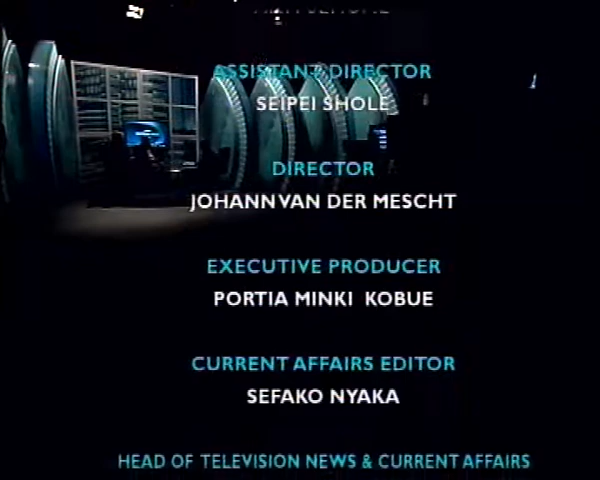 ASSISTANT DIRECTOR
SEIPEI SHOLE
DIRECTOR
JOHANN VAN DER MESCHT
EXECUTIVE PRODUCER
PORTIA MINKI KOBUE
CURRENT AFFAIRS EDITOR
SEFAKO NYAKA
HEAD OF TELEVISION NEWS & CURRENT AFFAIRS